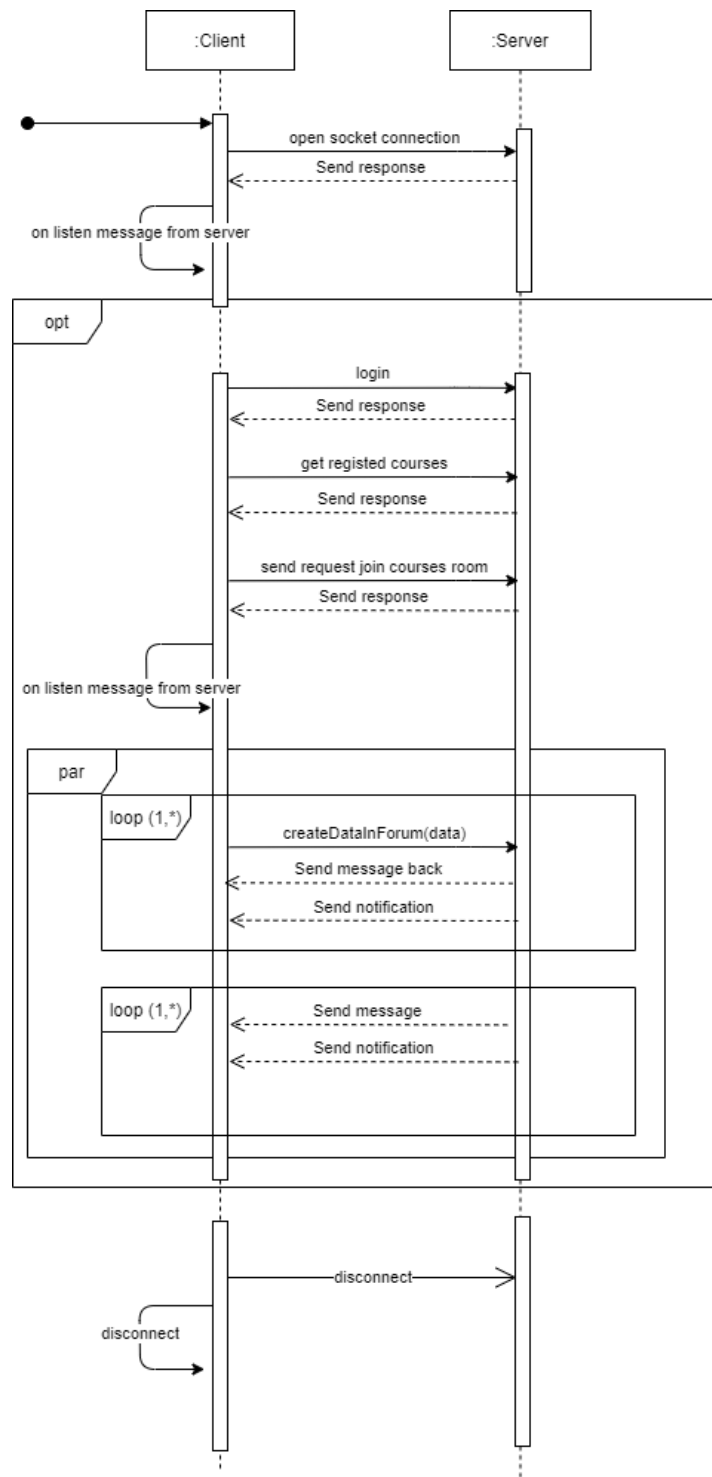 :Client
:Server
open socket connection
Send response
on listen message from server
opt
login
Send response
get registed courses
Send response
send request join courses room
Send response
on listen message from server
par
loop (1,*)
createDataInForum(data)
Send message back
Send notification
loop (1,*)
Send message
Send notification
disconnect
disconnect